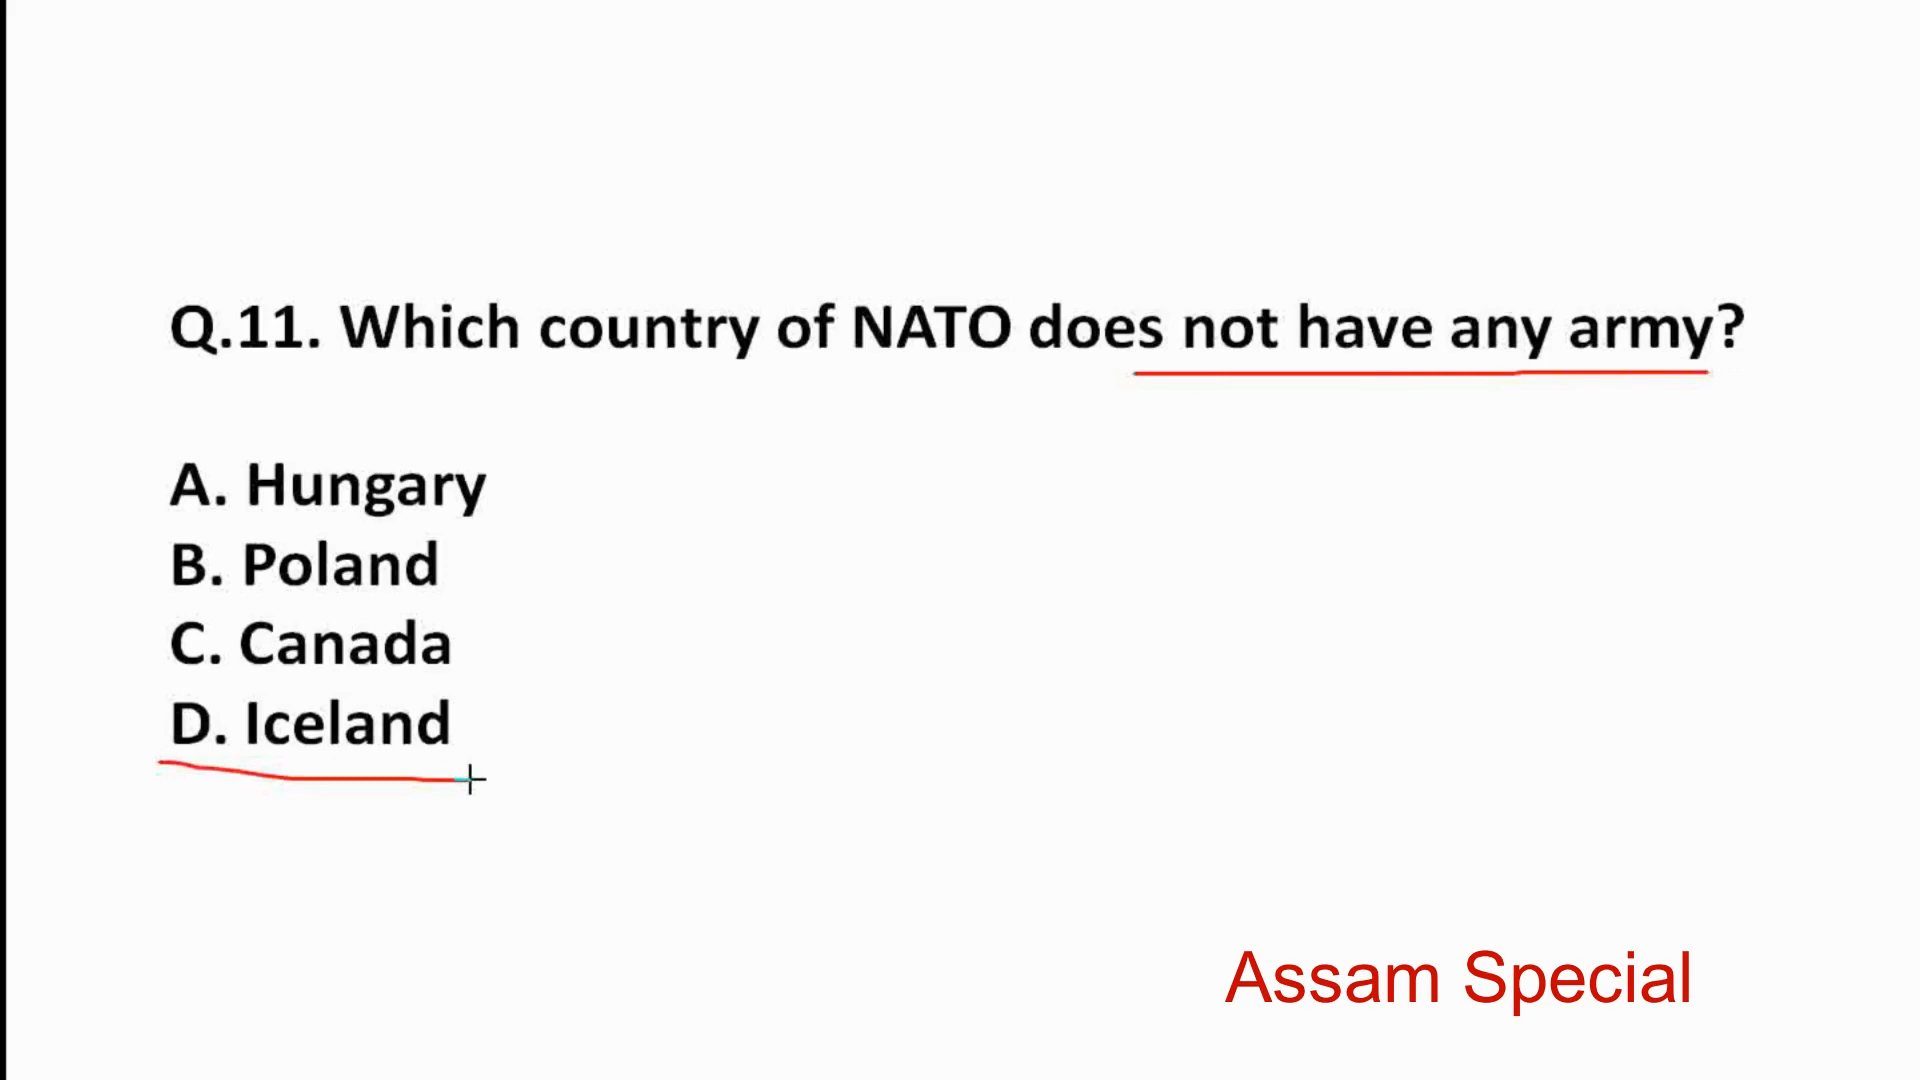 Q.11. Which country of NATO does not have any army?
A. Hungary
B. Poland
C. Canada
D. Iceland
Assam Special